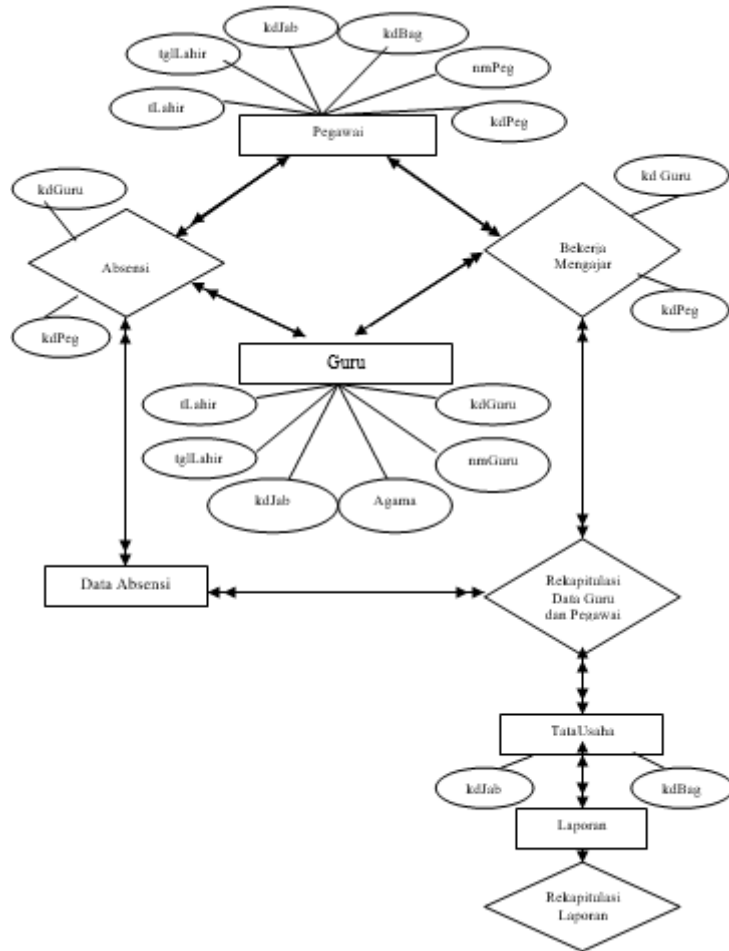 kdJab
kdBag
tglLahir
nmPeg
tLahir
kdPeg
Pegawai
kdGuru
kd Guru
Absensi
Bekerja
Mengajar
kdPeg
kdPeg
Guru
tLahir
kdGuru
tglLahir
nmGuru
kdJab
Agama
Data Absensi
Rekapitulasi
Data Guru
dan Pegawai
TataUsaha
kdJab
kdBag
Laporan
Rekapitulasi
Laporan